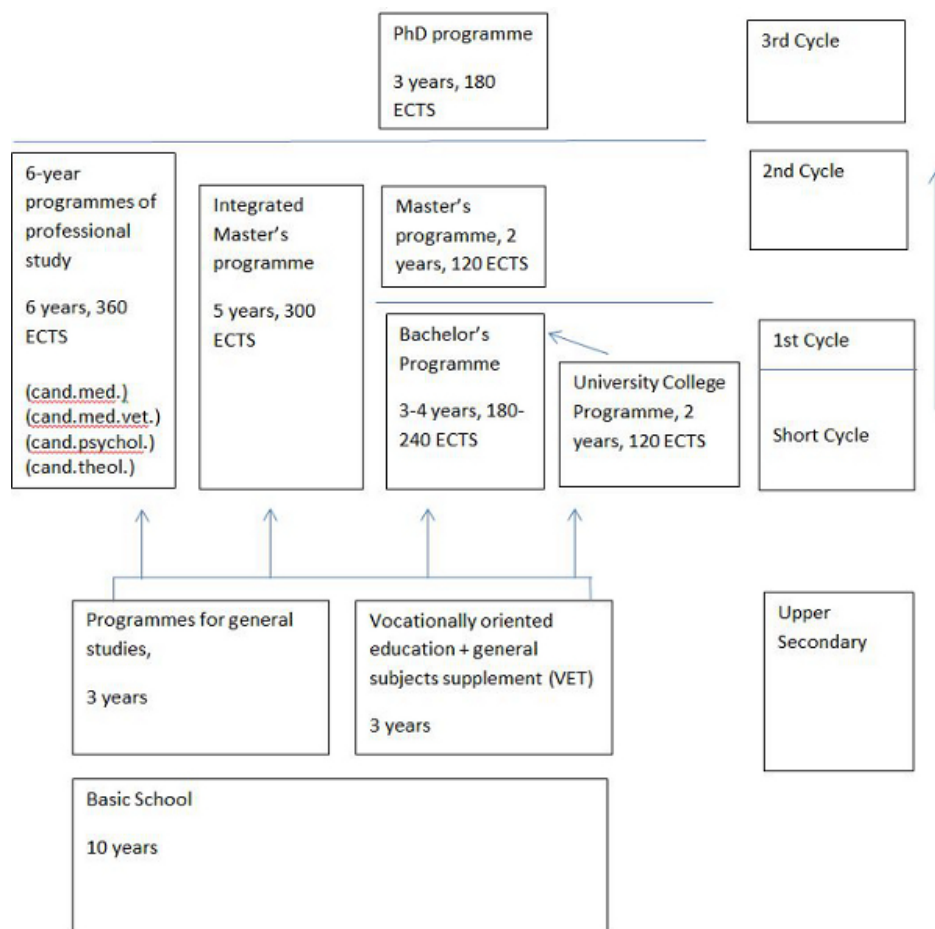 PhD programme
3 years, 180
ECTS
3rd Cycle
6-year
programmes of
professional
study
6 years, 360
ECTS
(cand.med.)
(cand.med.vet.)
(cand.psychol.)
(cand.theol.)
Integrated
Master's
programme
5 years, 300
ECTS
Master's
programme, 2
years, 120 ECTS
2nd Cycle
Bachelor's
Programme
3-4 years, 180-
240 ECTS
University College
Programme, 2
years, 120 ECTS
1st Cycle
Short Cycle
Programmes for general
studies,
3 years
Vocationally oriented
education + general
subjects supplement (VET)
3 years
Upper
Secondary
Basic School
10 years